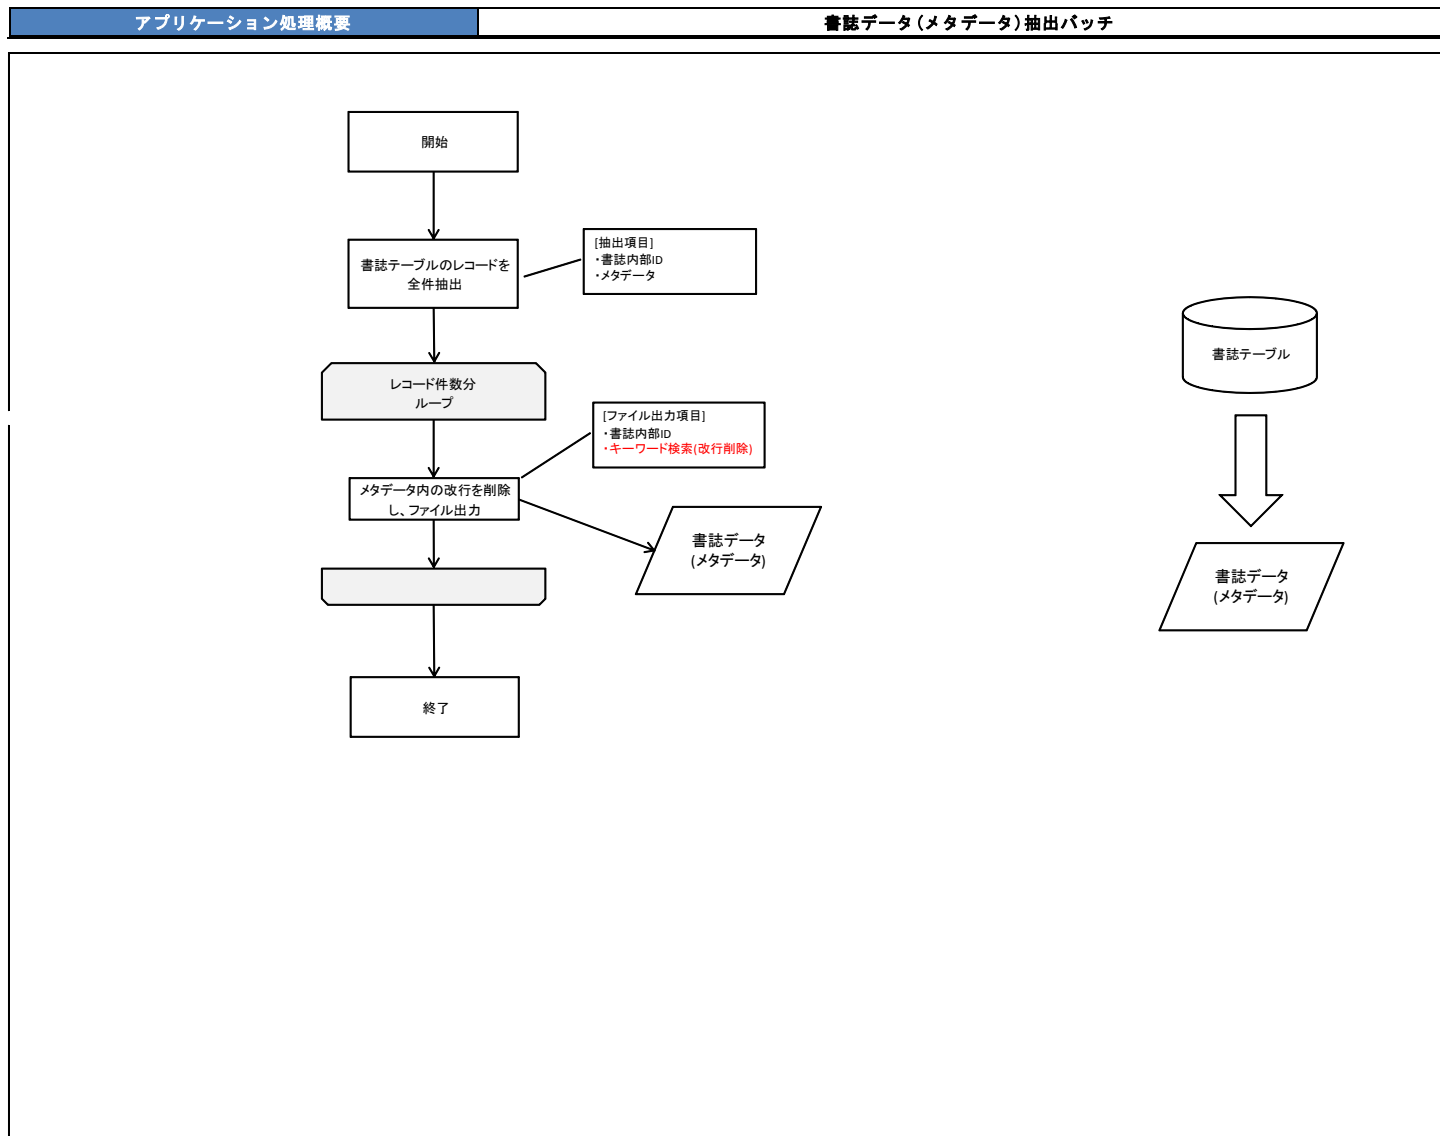 アプリケーション処理概要
書誌データ(メタデータ)抽出バッチ
開始
書誌テーブルのレコードを
全件抽出
[抽出項目]
・書誌内部ID
・メタデータ
レコード件数分
ループ
[ファイル出力項目]
・書誌内部ID
・キーワード検索(改行削除)
メタデータ内の改行を削除
し、ファイル出力
書誌データ
(メタデータ)
終了
書誌テーブル
書誌データ
(メタデータ)